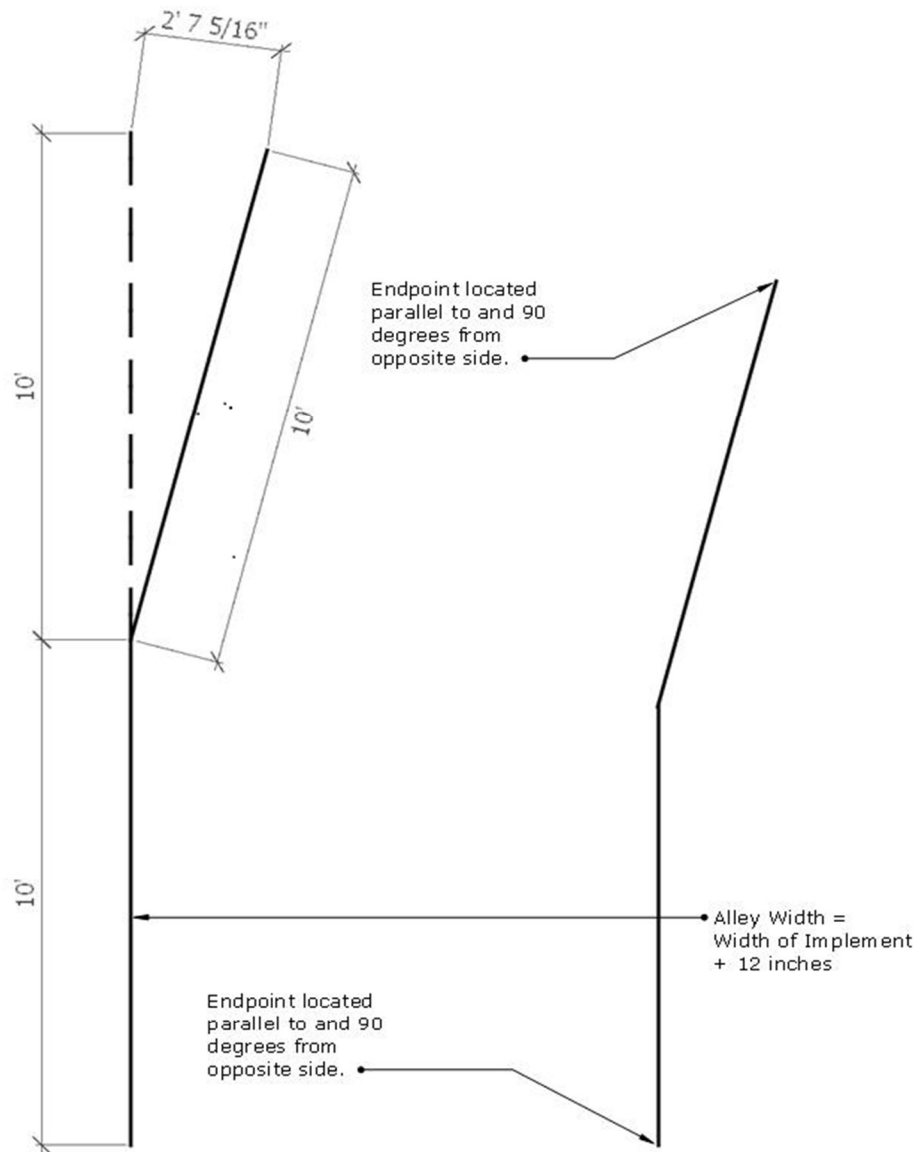 2' 7 5/16"
10'
10'
10'
Endpoint located
parallel to and 90
degrees from
opposite side.
Alley Width =
Width of Implement
+ 12 inches
Endpoint located
parallel to and 90
degrees from
opposite side.